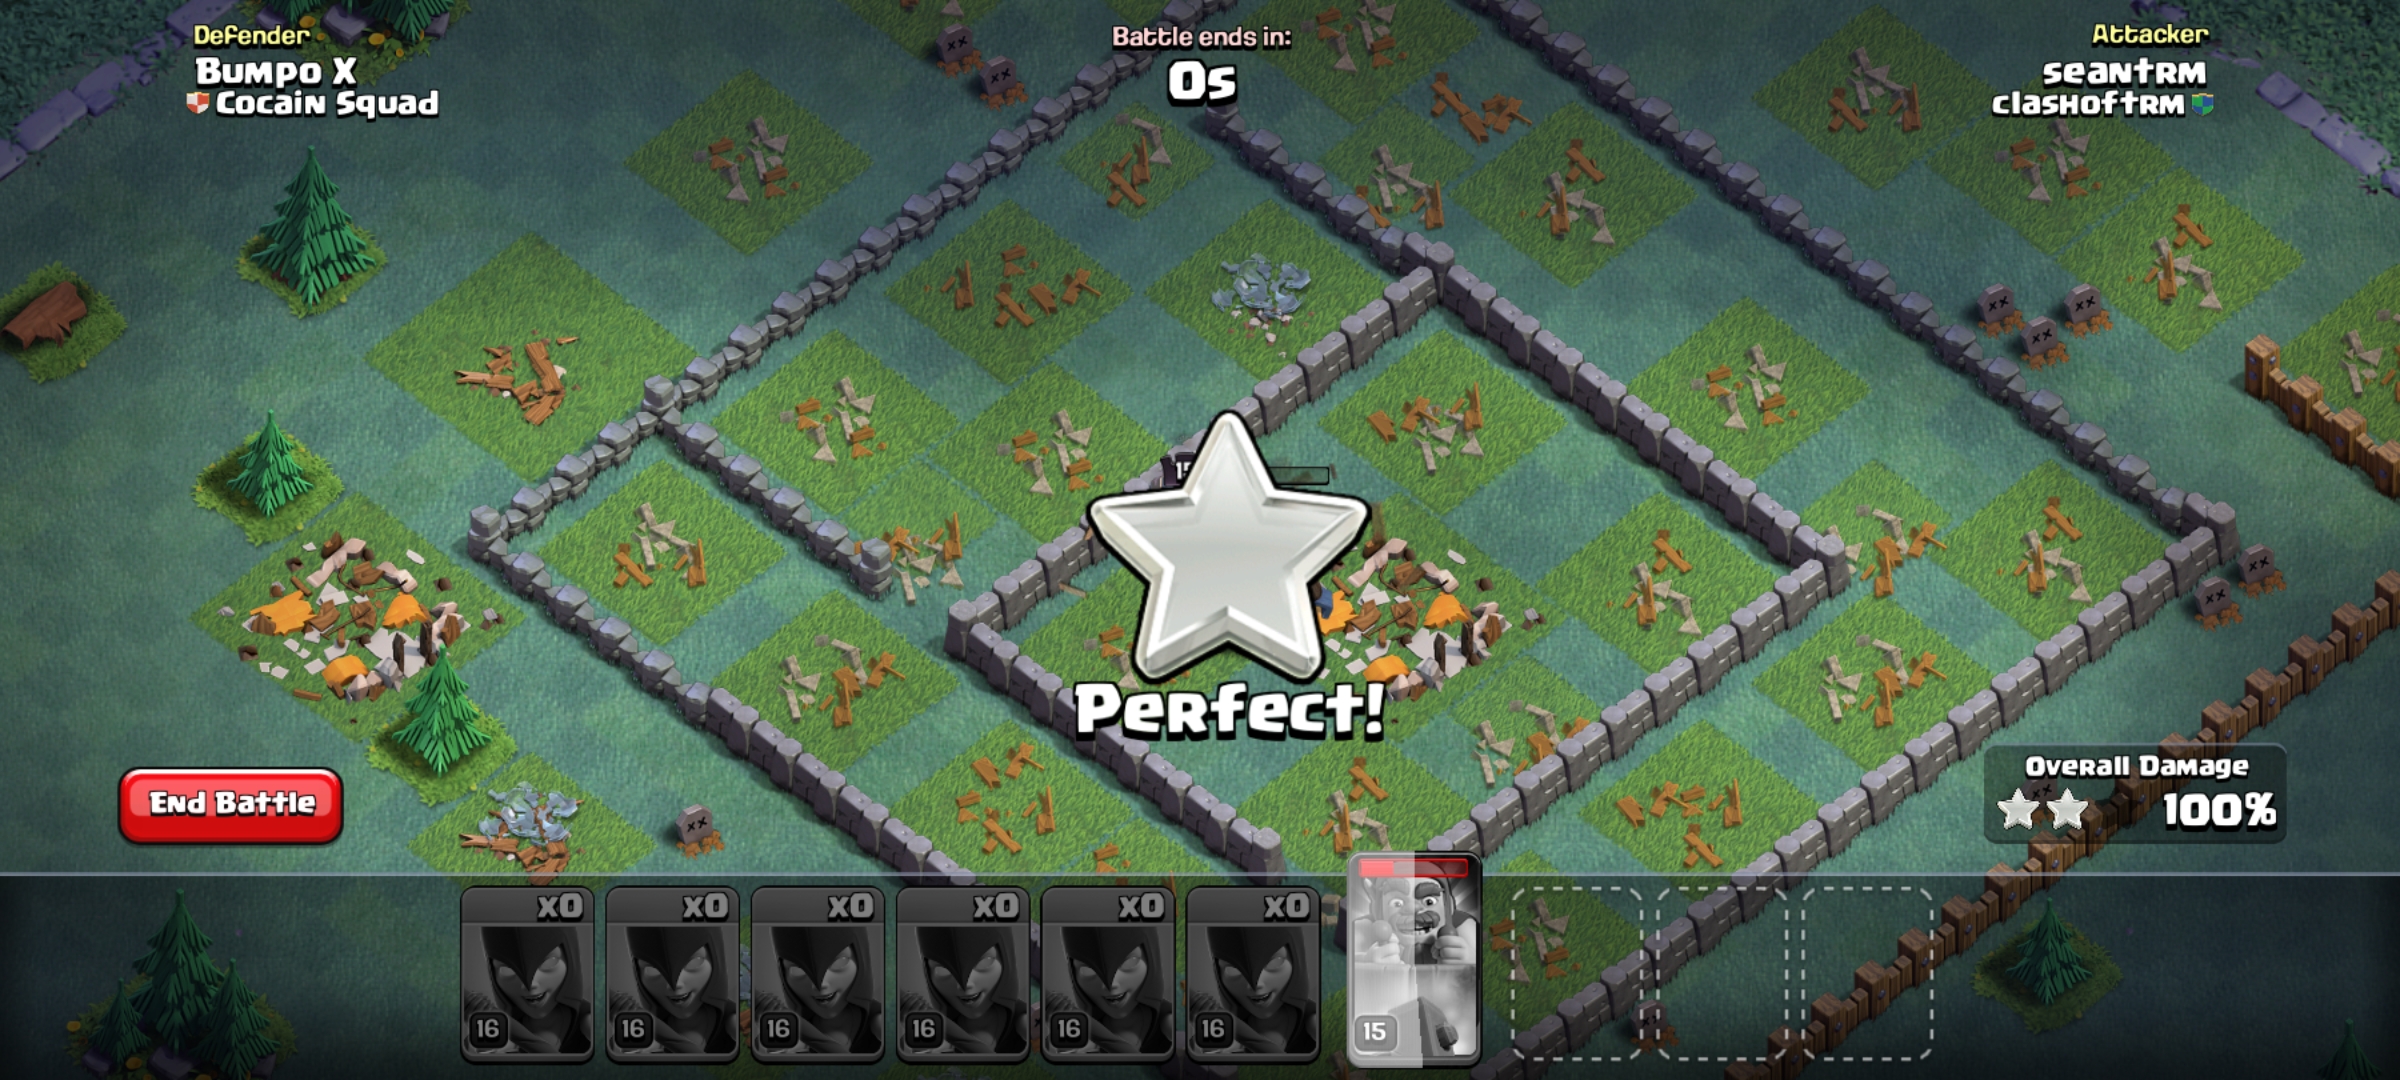 Defender
Bumpo X
Cocain Squad
Battle ends in:
0s
Attacker
seantrm
clashoftrm
15
Perfect!
End Battle
Overall Damage
100%
x0
x0
x0
x0
x0
x0
16
16
16
16
16
16
15